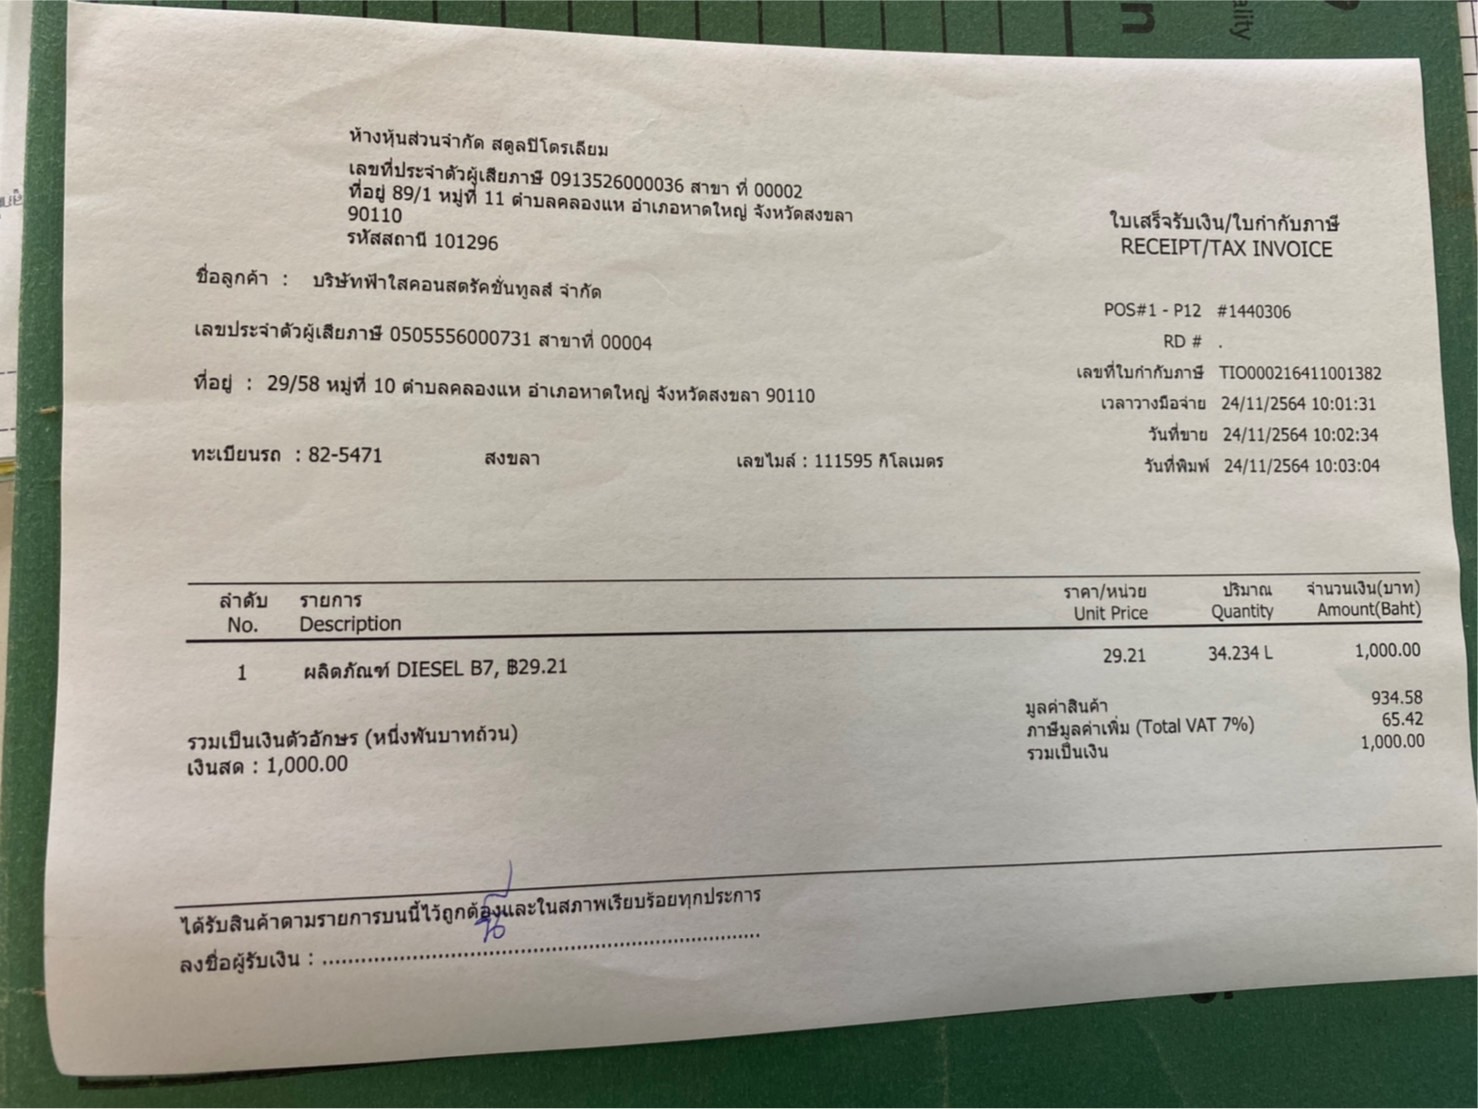 ห้างหุ้นส่วนจำกัด สตูลปิโตรเลียม
เลขที่ประจำตัวผู้เสียภาษี 0913526000036 สาขา ที่ 00002
ที่อยู่ 89/1 หมู่ที่ 11 ตำบลคลองแห อำเภอหาดใหญ่ จังหวัดสงขลา
90110
รหัสสถานี 101296
ใบเสร็จรับเงิน/ใบกำกับภาษี
RECEIPT/TAX INVOICE
ชื่อลูกค้า : บริษัทฟ้าใสคอนสตรัคชั่นทูลส์ จำกัด
เลขประจำตัวผู้เสียภาษี 0505556000731 สาขาที่ 00004
ที่อยู่ : 29/58 หมู่ที่ 10 ตำบลคลองแห อำเภอหาดใหญ่ จังหวัดสงขลา 90110
ทะเบียนรถ : 82-5471 สงขลา เลขไมล์ : 111595 กิโลเมตร
POS#1 - P12 #1440306
RD # .
เลขที่ใบกำกับภาษี TIO000216411001382
เวลาวางมือจ่าย 24/11/2564 10:01:31
วันที่ขาย 24/11/2564 10:02:34
วันที่พิมพ์ 24/11/2564 10:03:04
ลำดับ รายการ ราคา/หน่วย ปริมาณ จำนวนเงิน(บาท)
No. Description Unit Price Quantity Amount(Baht)
1 ผลิตภัณฑ์ DIESEL B7, ฿29.21 29.21 34.234 L 1,000.00
มูลค่าสินค้า 934.58
ภาษีมูลค่าเพิ่ม (Total VAT 7%) 65.42
รวมเป็นเงิน 1,000.00
รวมเป็นเงินตัวอักษร (หนึ่งพันบาทถ้วน)
เงินสด : 1,000.00
ได้รับสินค้าตามรายการบนนี้ไว้ถูกต้องและในสภาพเรียบร้อยทุกประการ
ลงชื่อผู้รับเงิน : ........................................................................
ality